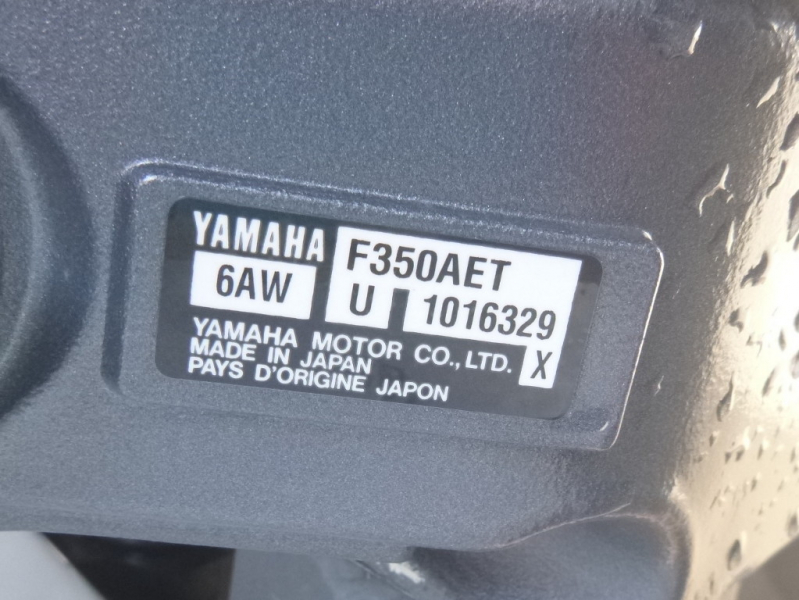 YAMAHA F350AET
6AW U 1016329
YAMAHA MOTOR CO., LTD. X
MADE IN JAPAN
PAYS D'ORIGINE JAPON